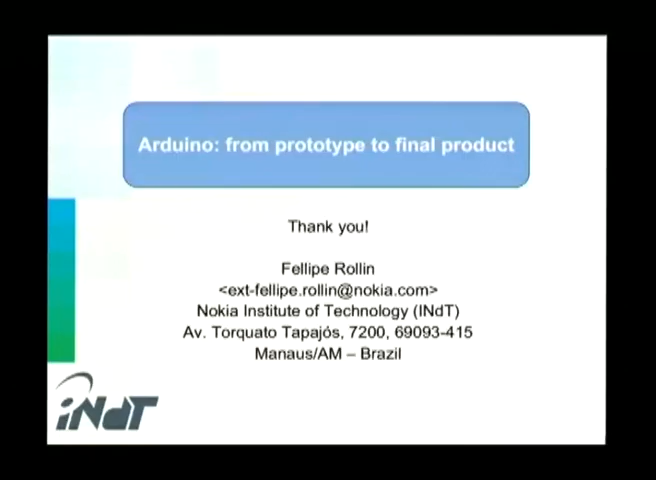 Arduino: from prototype to final product
Thank you!
Fellipe Rollin
<ext-fellipe.rollin@nokia.com>
Nokia Institute of Technology (INdT)
Av. Torquato Tapajós, 7200, 69093-415
Manaus/AM – Brazil
iNdT